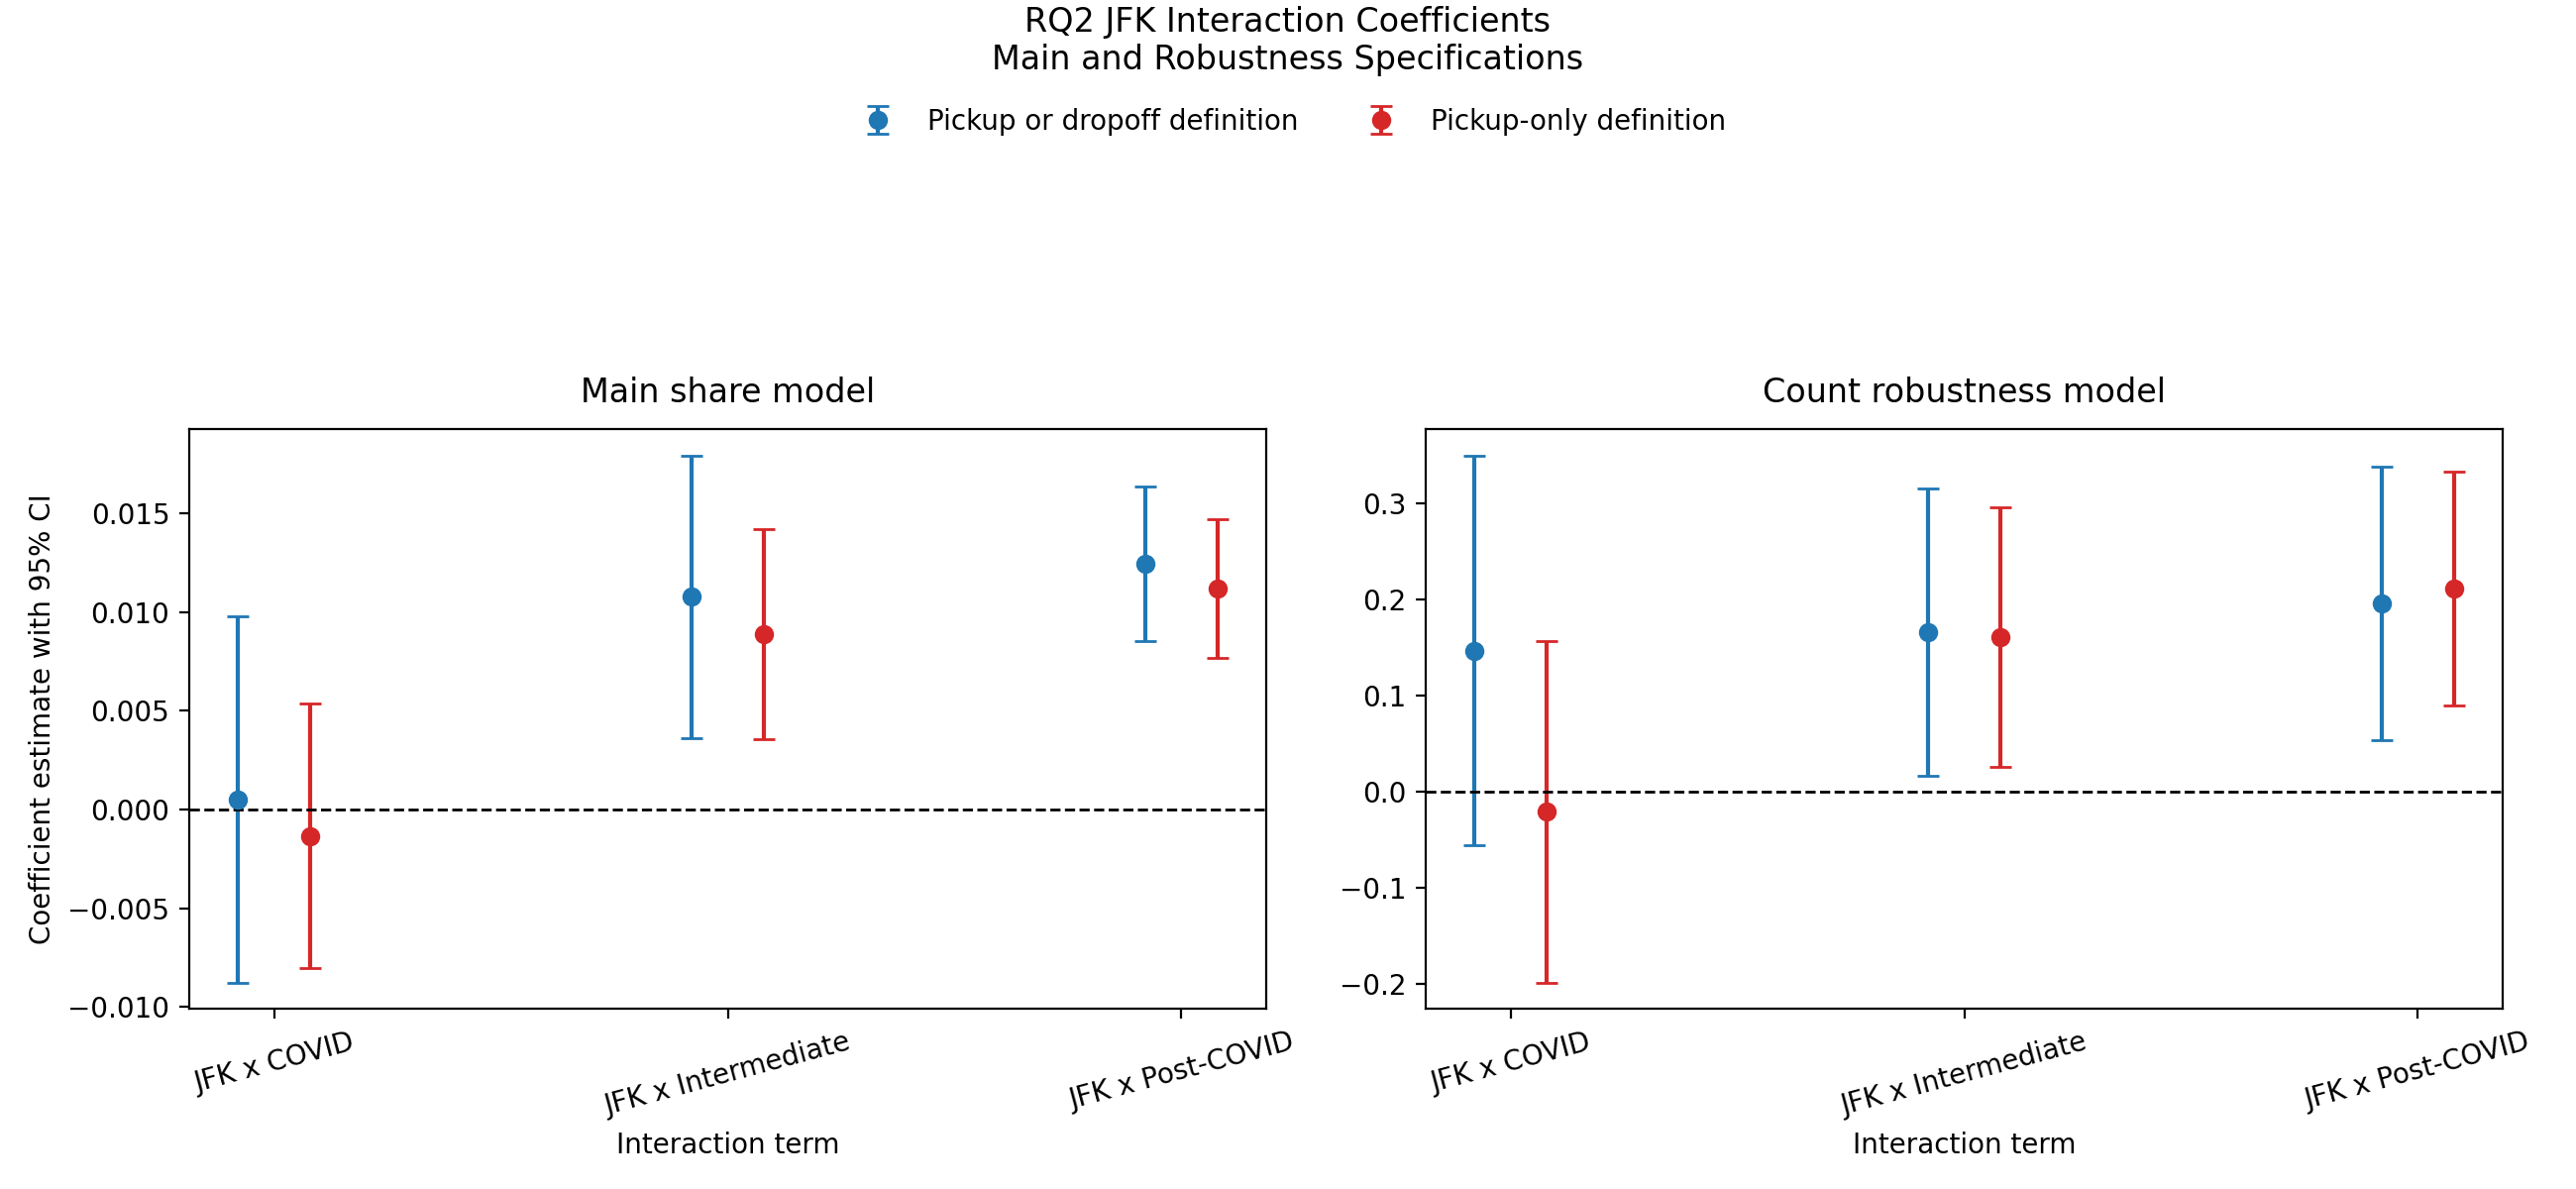 RQ2 JFK Interaction Coefficients
Main and Robustness Specifications
Pickup or dropoff definition
Pickup-only definition
Main share model
Coefficient estimate with 95% CI
0.015
0.010
0.005
0.000
−0.005
−0.010
JFK x COVID
JFK x Intermediate
JFK x Post-COVID
Interaction term
Count robustness model
0.3
0.2
0.1
0.0
−0.1
−0.2
JFK x COVID
JFK x Intermediate
JFK x Post-COVID
Interaction term